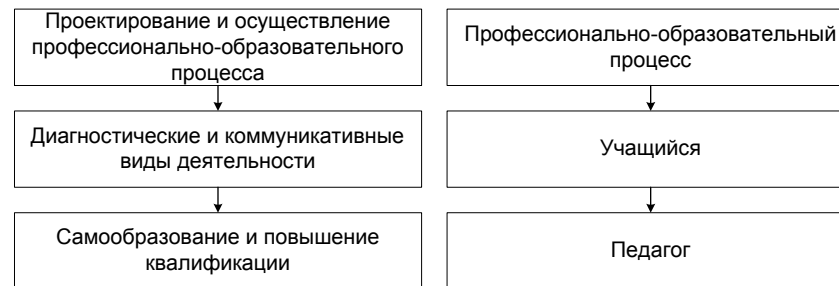 Проектирование и осуществление
профессионально-образовательного
процесса
Профессионально-образовательный
процесс
Диагностические и коммуникативные
виды деятельности
Учащийся
Самообразование и повышение
квалификации
Педагог